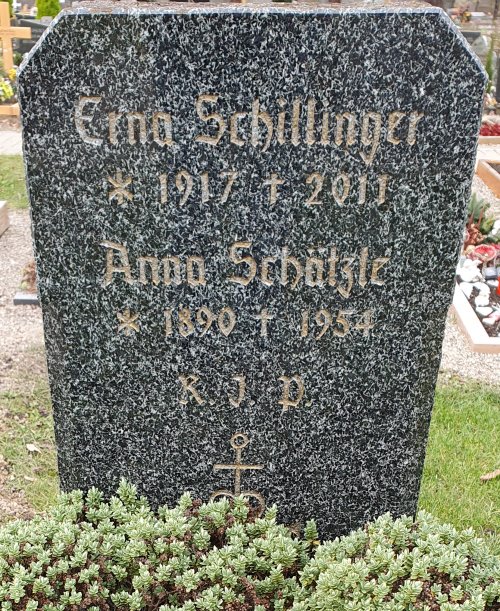 Erna Schillinger
* 1917 † 2011
Anna Schätzle
* 1890 † 1954
R. J. P